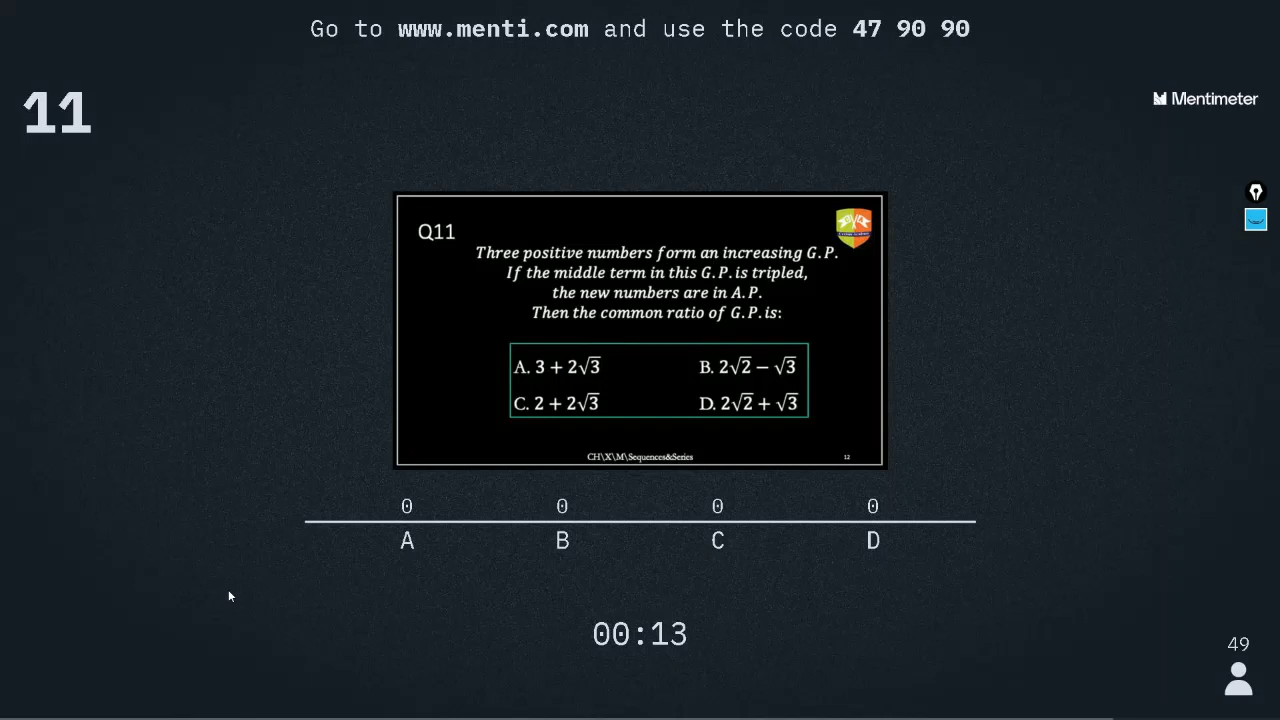 Go to www.menti.com and use the code 47 90 90
11
Mentimeter
Q11
Three positive numbers form an increasing G.P.
If the middle term in this G.P. is tripled,
the new numbers are in A.P.
Then the common ratio of G.P. is:
A. 3 + 2√3 B. 2√2 − √3
C. 2 + 2√3 D. 2√2 + √3
CH\X\M\Sequences&Series 12
0 0 0 0
A B C D
00:13
49